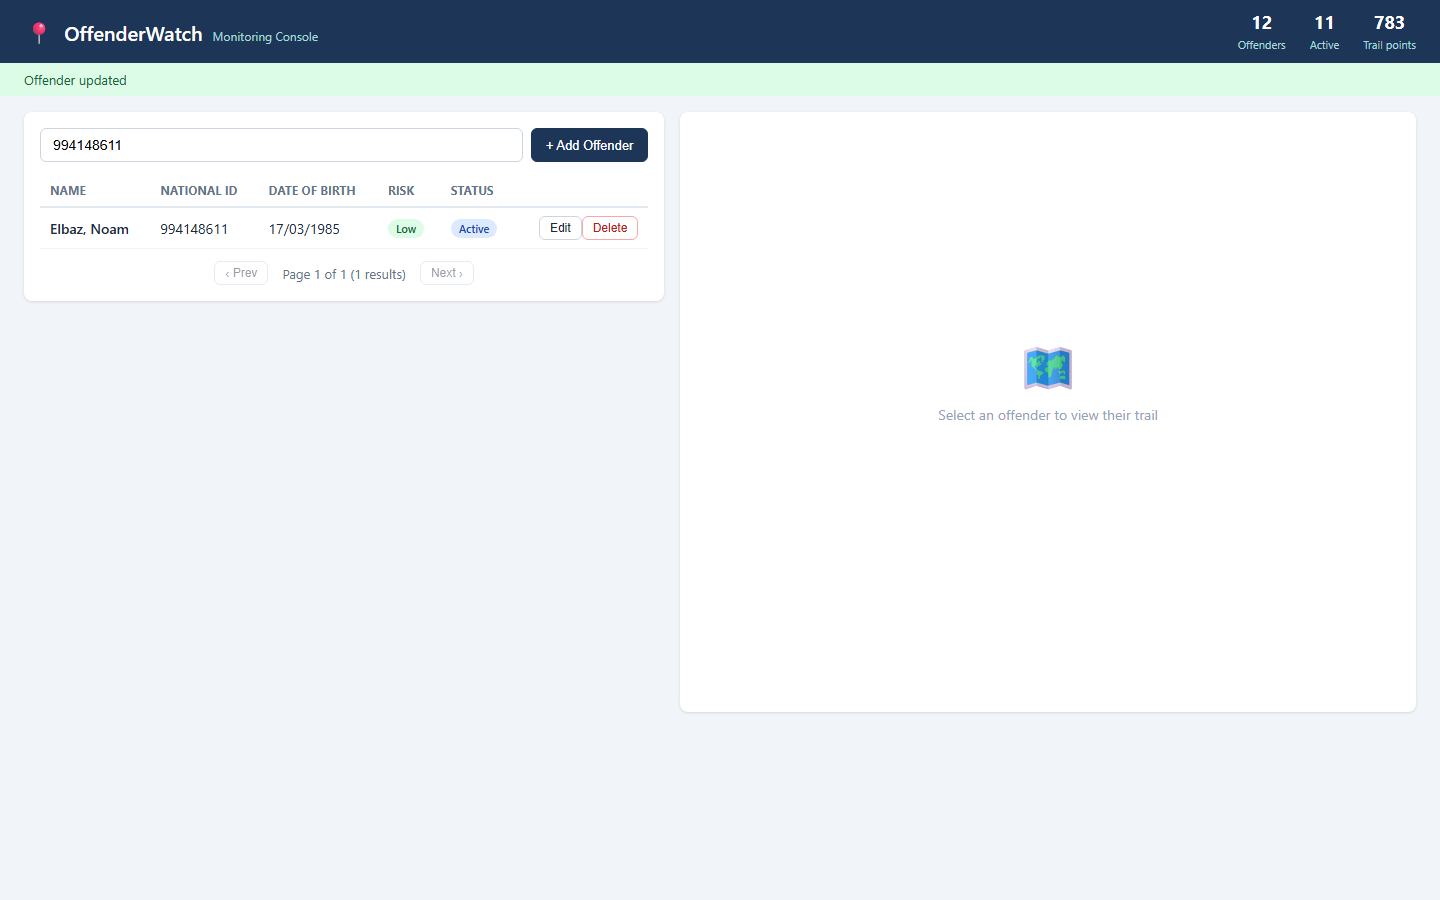 OffenderWatch Monitoring Console
12 11 783
Offenders Active Trail points
Offender updated
994148611 + Add Offender
NAME NATIONAL ID DATE OF BIRTH RISK STATUS
Elbaz, Noam 994148611 17/03/1985 Low Active Edit Delete
‹ Prev Page 1 of 1 (1 results) Next ›
Select an offender to view their trail